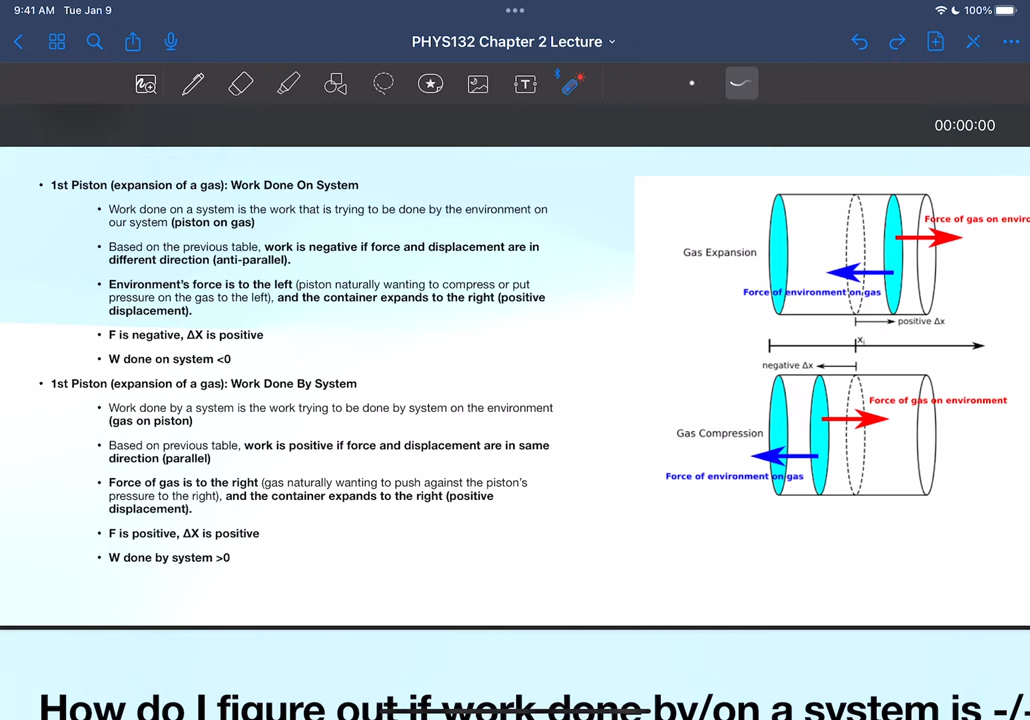 9:41 AM Tue Jan 9
100%
PHYS132 Chapter 2 Lecture
T
00:00:00
• 1st Piston (expansion of a gas): Work Done On System
• Work done on a system is the work that is trying to be done by the environment on
our system (piston on gas)
• Based on the previous table, work is negative if force and displacement are in
different direction (anti-parallel).
• Environment's force is to the left (piston naturally wanting to compress or put
pressure on the gas to the left), and the container expands to the right (positive
displacement).
• F is negative, ΔX is positive
• W done on system <0
• 1st Piston (expansion of a gas): Work Done By System
• Work done by a system is the work trying to be done by system on the environment
(gas on piston)
• Based on previous table, work is positive if force and displacement are in same
direction (parallel)
• Force of gas is to the right (gas naturally wanting to push against the piston's
pressure to the right), and the container expands to the right (positive
displacement).
• F is positive, ΔX is positive
• W done by system >0
Force of gas on enviro
Gas Expansion
Force of environment on gas
positive Δx
xi
negative Δx
Force of gas on environment
Gas Compression
Force of environment on gas
How do I figure out if work done by/on a system is -/